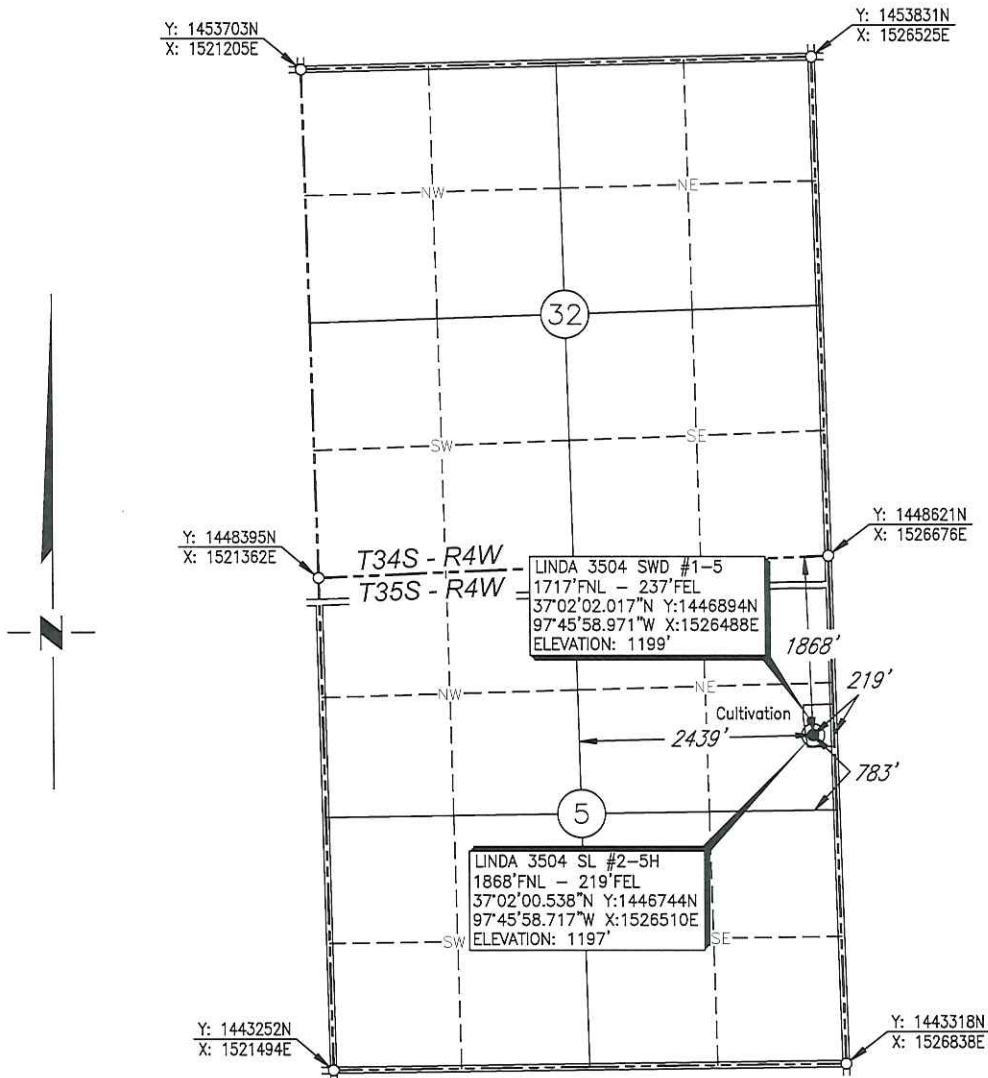 Y: 1453703N
X: 1521205E
Y: 1453831N
X: 1526525E
NW
NE
32
SW
SE
Y: 1448395N
X: 1521362E
Y: 1448621N
X: 1526676E
T34S - R4W
T35S - R4W
LINDA 3504 SWD #1-5
1717'FNL - 237'FEL
37°02'02.017"N Y:1446894N
97°45'58.971"W X:1526488E
ELEVATION: 1199'
1868'
219'
NW
NE
Cultivation
2439'
783'
N
5
LINDA 3504 SL #2-5H
1868'FNL - 219'FEL
37°02'00.538"N Y:1446744N
97°45'58.717"W X:1526510E
ELEVATION: 1197'
SW
SE
Y: 1443252N
X: 1521494E
Y: 1443318N
X: 1526838E